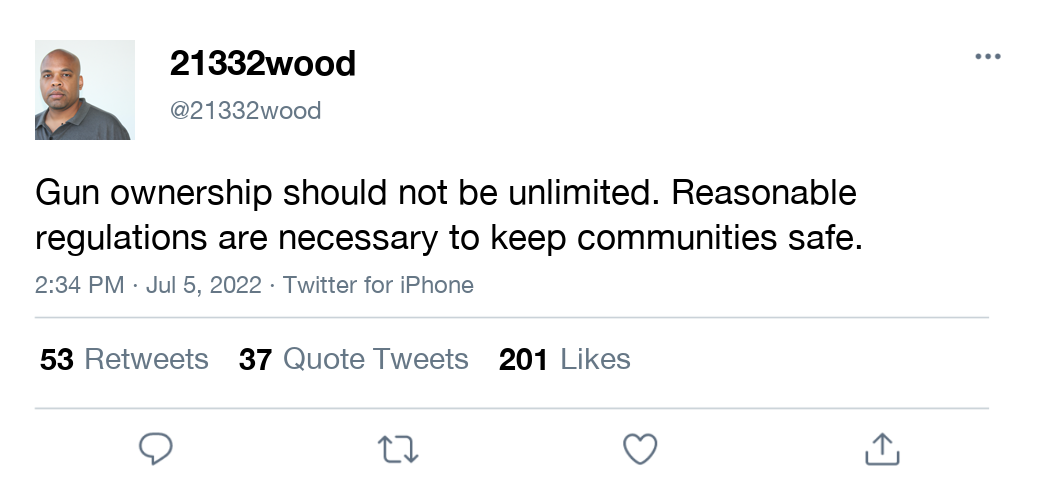 21332wood
@21332wood
Gun ownership should not be unlimited. Reasonable
regulations are necessary to keep communities safe.
2:34 PM · Jul 5, 2022 · Twitter for iPhone
53 Retweets 37 Quote Tweets 201 Likes